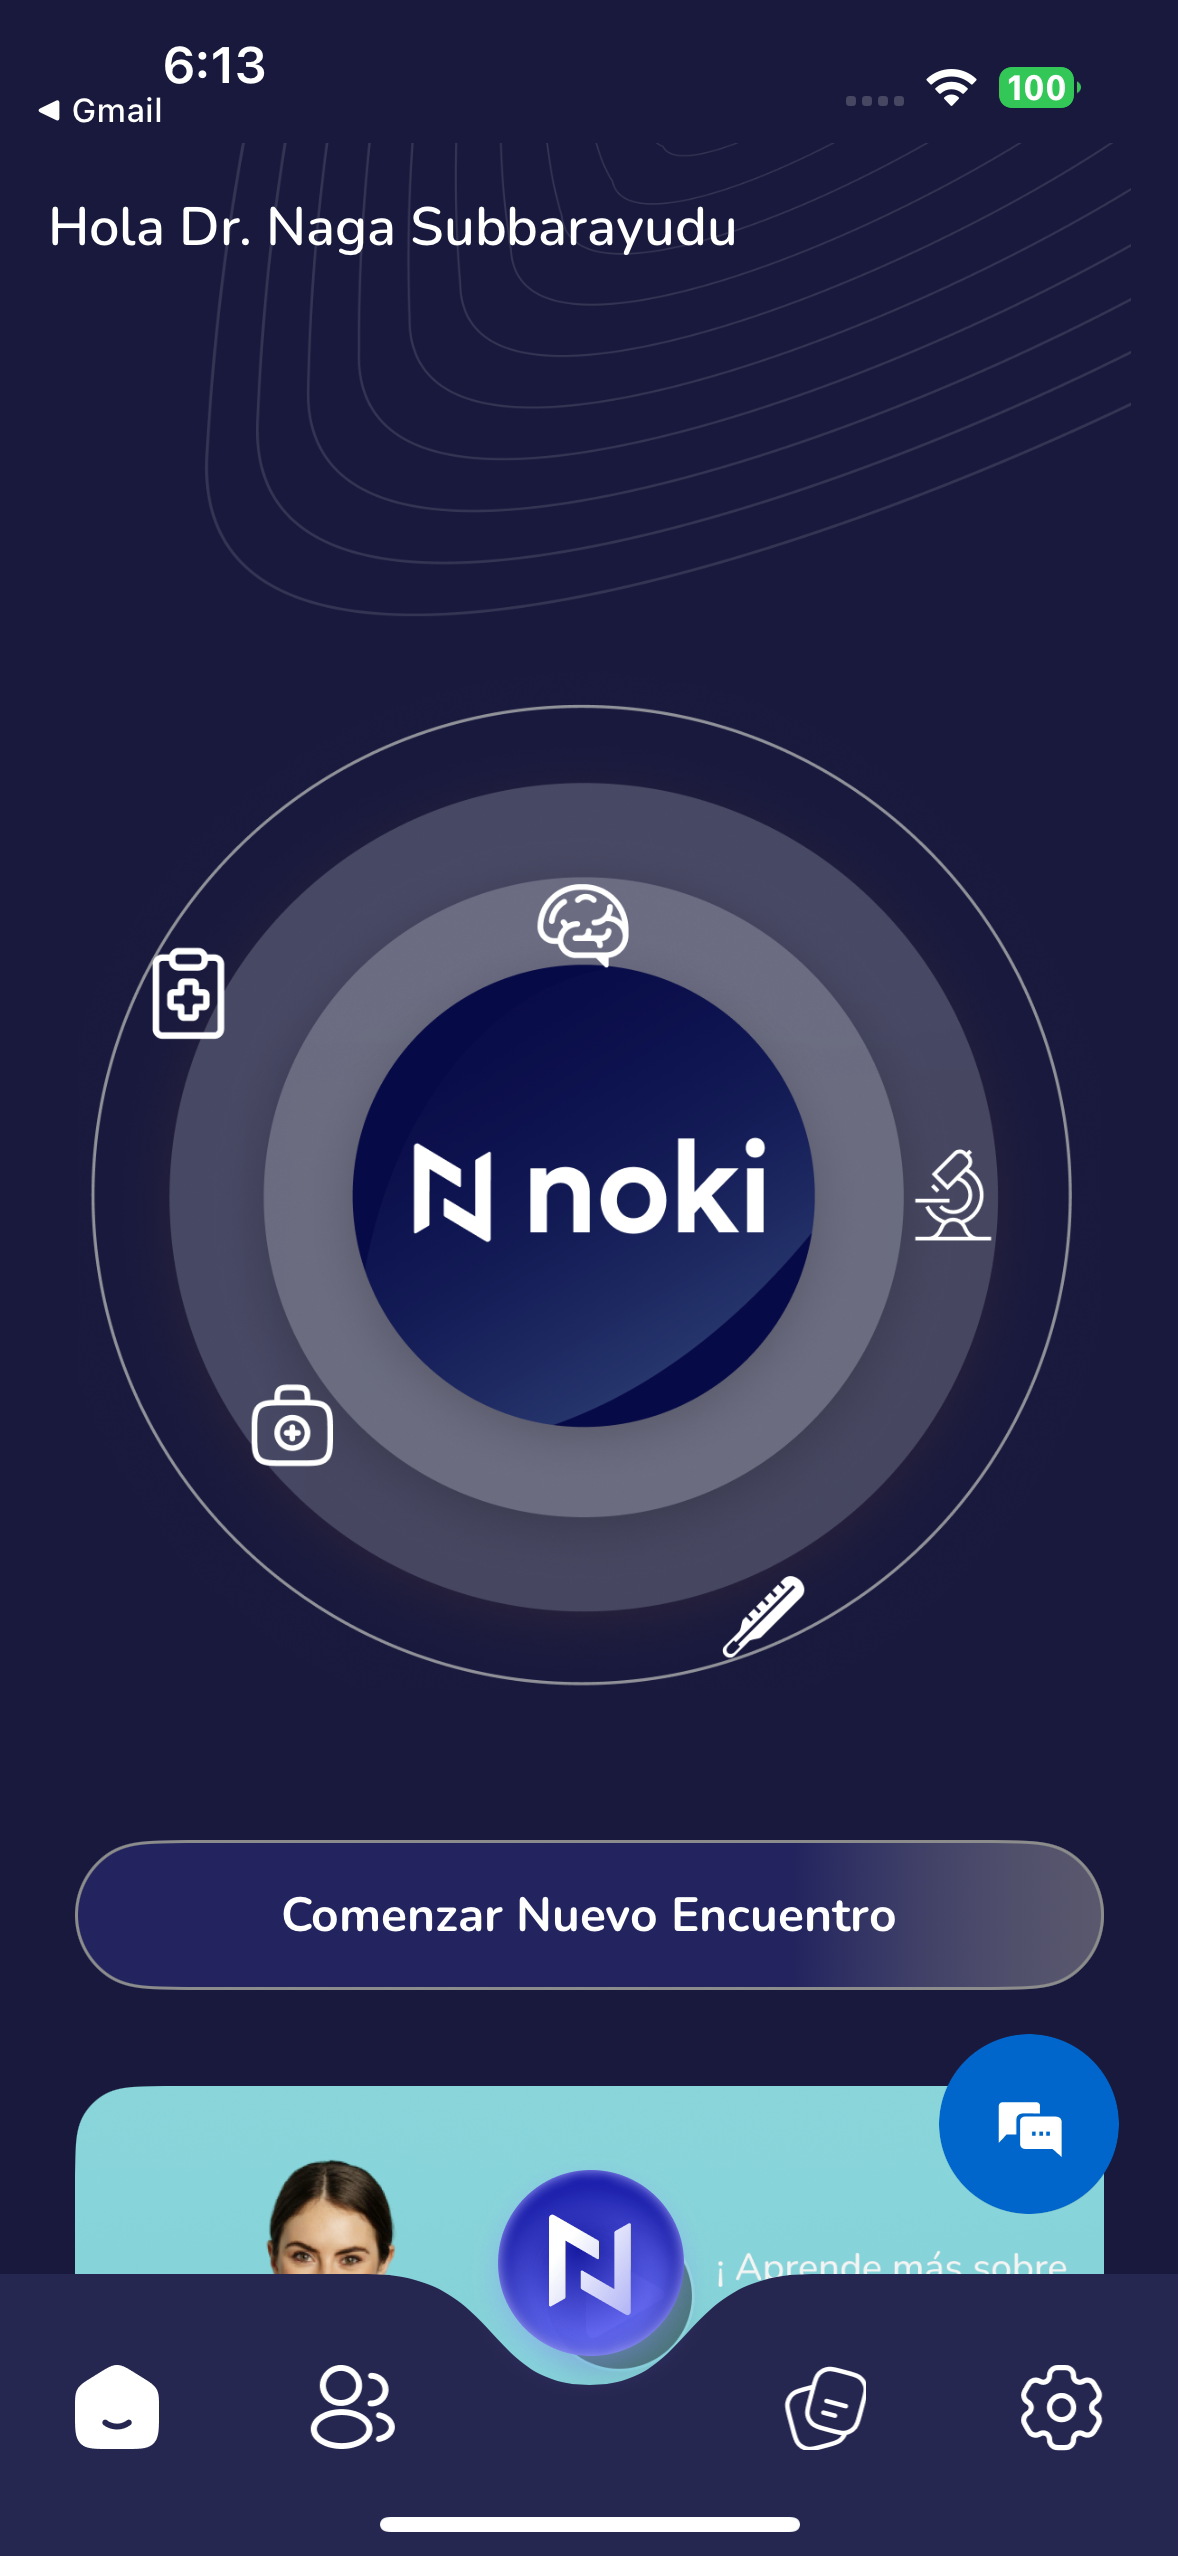 6:13
Gmail
100
Hola Dr. Naga Subbarayudu
noki
Comenzar Nuevo Encuentro
¡ Aprende más sobre